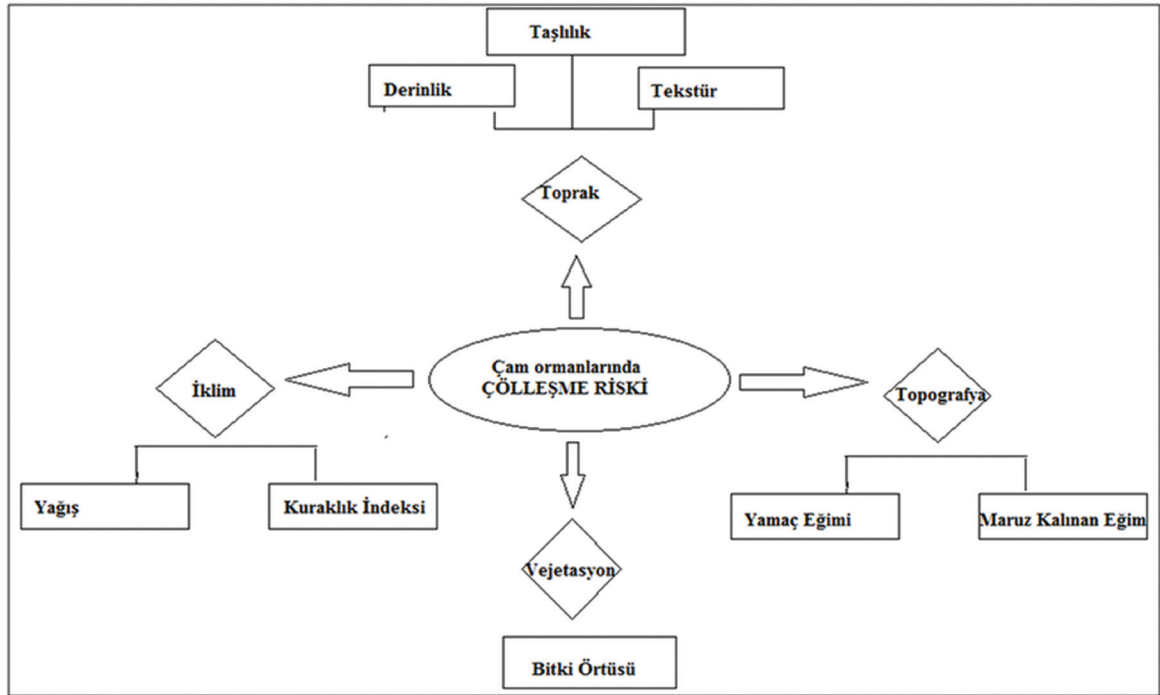 Taşlılık
Derinlik
Tekstür
Toprak
Çam ormanlarında
ÇÖLLEŞME RİSKİ
İklim
Topografya
Yağış
Kuraklık İndeksi
Yamaç Eğimi
Maruz Kalınan Eğim
Vejetasyon
Bitki Örtüsü